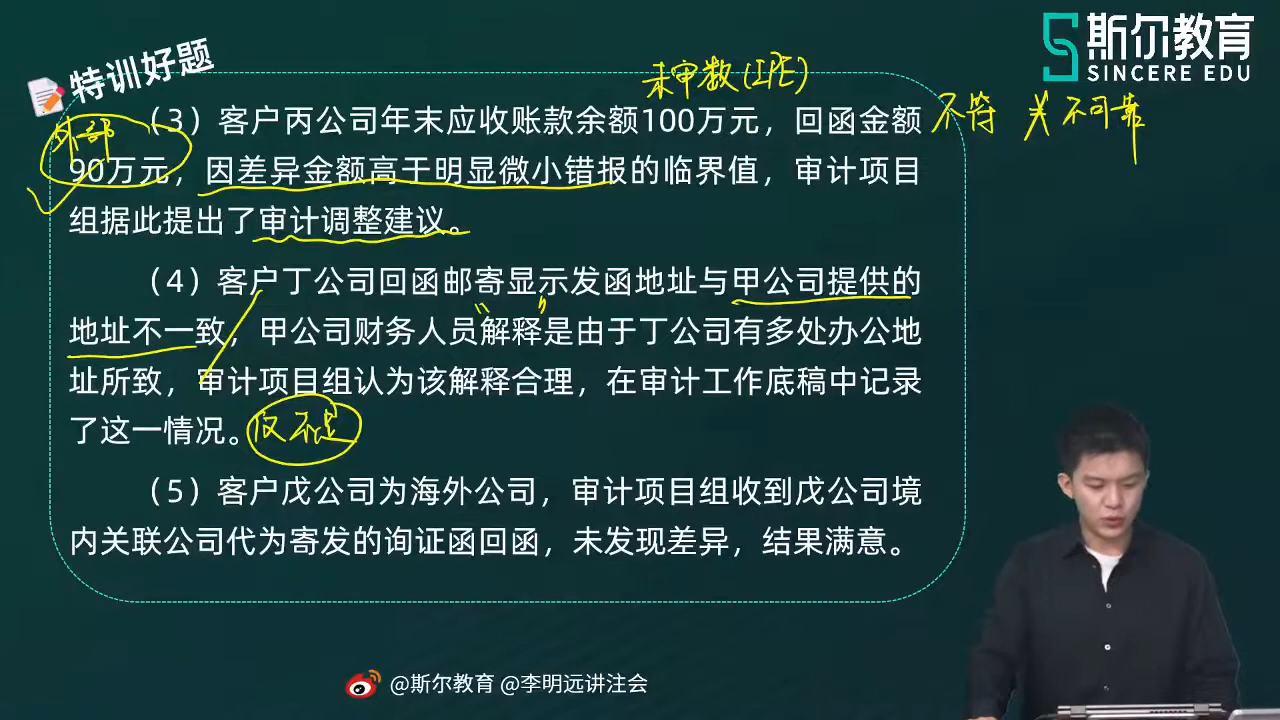 斯尔教育
SINCERE EDU
特训好题
未审数(IPE)
（3）客户丙公司年末应收账款余额100万元，回函金额
不符 关 不可靠
外部
90万元，因差异金额高于明显微小错报的临界值，审计项目
组据此提出了审计调整建议。
（4）客户丁公司回函邮寄显示发函地址与甲公司提供的
地址不一致，甲公司财务人员解释是由于丁公司有多处办公地
址所致，审计项目组认为该解释合理，在审计工作底稿中记录
了这一情况。
（5）客户戊公司为海外公司，审计项目组收到戊公司境
内关联公司代为寄发的询证函回函，未发现差异，结果满意。
@斯尔教育 @李明远讲注会